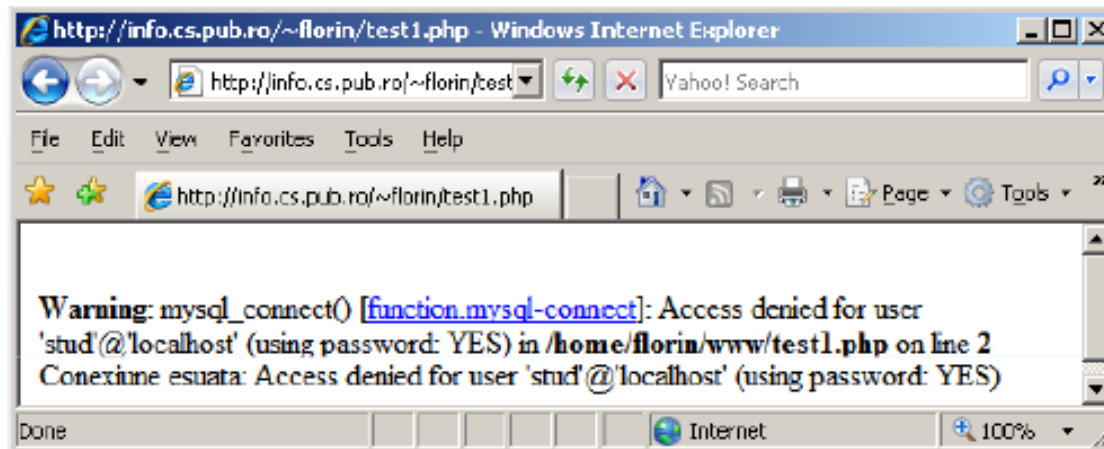 http://info.cs.pub.ro/~florin/test1.php - Windows Internet Explorer
http://info.cs.pub.ro/~florin/test
Yahoo! Search
File Edit View Favorites Tools Help
http://info.cs.pub.ro/~florin/test1.php
Page Tools »
Warning: mysql_connect() [function.mysql-connect]: Access denied for user
'stud'@'localhost' (using password: YES) in /home/florin/www/test1.php on line 2
Conexiune esuata: Access denied for user 'stud'@'localhost' (using password: YES)
Done Internet 100%